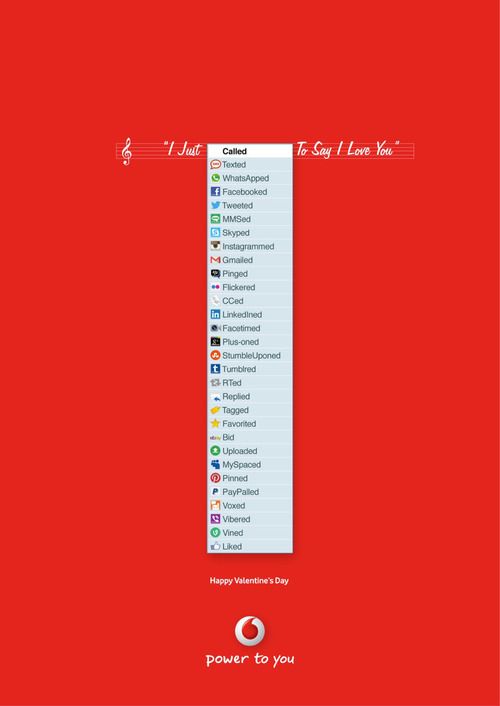 "I Just Called To Say I Love You"
Texted
WhatsApped
Facebooked
Tweeted
MMSed
Skyped
Instagrammed
Gmailed
Pinged
Flickered
CCed
LinkedIned
Facetimed
Plus-oned
StumbleUponed
Tumblred
RTed
Replied
Tagged
Favorited
ebay Bid
Uploaded
MySpaced
Pinned
PayPalled
Voxed
Vibered
Vined
Liked
Happy Valentine's Day
power to you